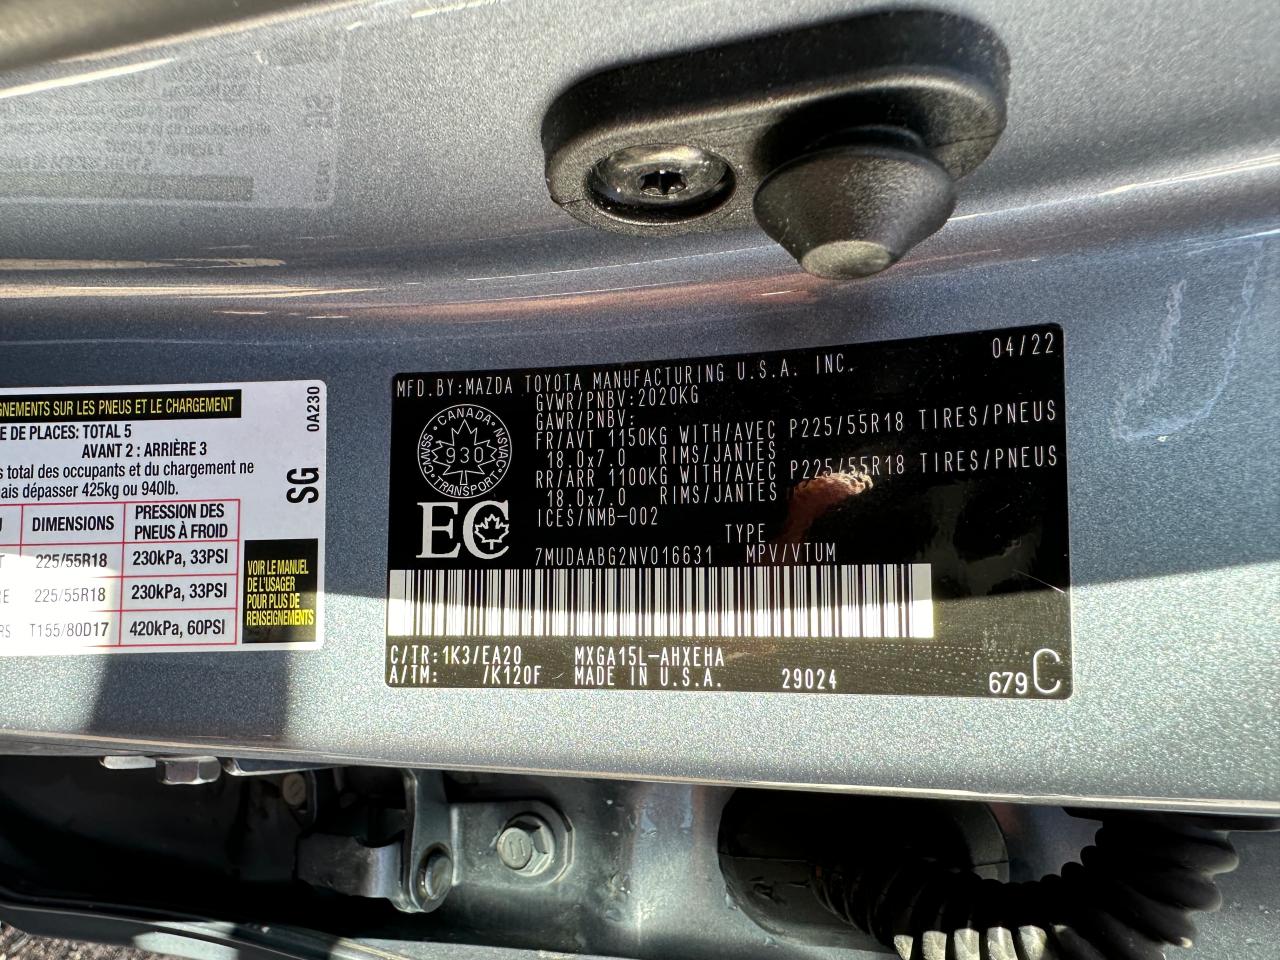 GNEMENTS SUR LES PNEUS ET LE CHARGEMENT
0A230
E DE PLACES: TOTAL 5
AVANT 2 : ARRIÈRE 3
s total des occupants et du chargement ne
ais dépasser 425kg ou 940lb.
SG
DIMENSIONS
PRESSION DES
PNEUS À FROID
T 225/55R18 230kPa, 33PSI
RE 225/55R18 230kPa, 33PSI
RS T155/80D17 420kPa, 60PSI
VOIR LE MANUEL
DE L'USAGER
POUR PLUS DE
RENSEIGNEMENTS
MFD.BY:MAZDA TOYOTA MANUFACTURING U.S.A. INC. 04/22
GVWR/PNBV:2020KG
GAWR/PNBV:
FR/AVT 1150KG WITH/AVEC P225/55R18 TIRES/PNEUS
18.0x7.0 RIMS/JANTES
RR/ARR 1100KG WITH/AVEC P225/55R18 TIRES/PNEUS
18.0x7.0 RIMS/JANTES
ICES/NMB-002
CANADA
CMVSS
NSVAC
930
TRANSPORT
EC
TYPE
7MUDAABG2NV016631 MPV/VTUM
C/TR:1K3/EA20 MXGA15L-AHXEHA
A/TM: /K120F MADE IN U.S.A. 29024 679 C